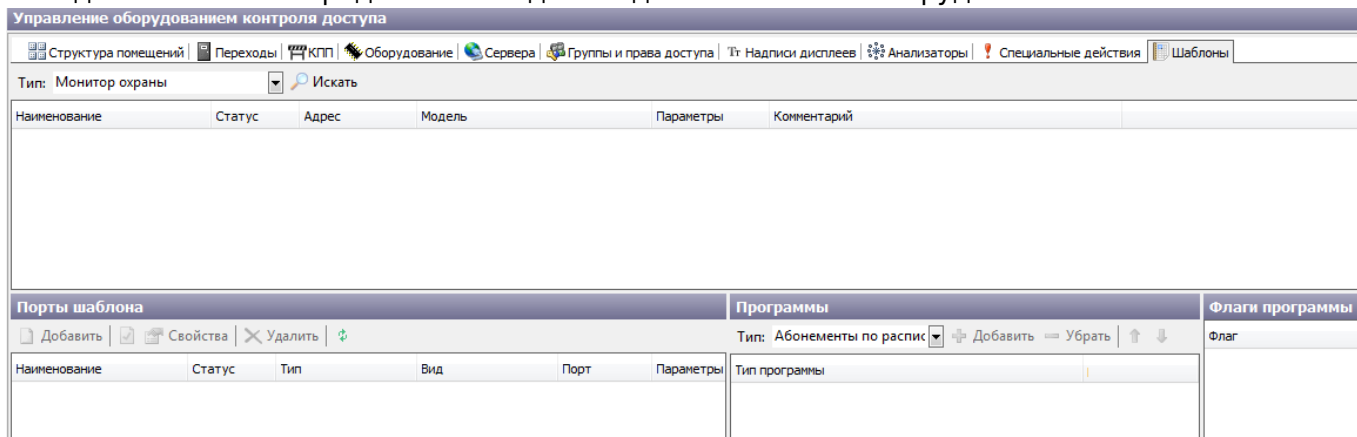 Управление оборудованием контроля доступа
Структура помещений Переходы КПП Оборудование Сервера Группы и права доступа Тт Надписи дисплеев Анализаторы Специальные действия Шаблоны
Тип: Монитор охраны Искать
Наименование Статус Адрес Модель Параметры Комментарий
Порты шаблона Программы Флаги программы
Добавить Свойства Удалить Тип: Абонементы по распис Добавить Убрать Флаг
Наименование Статус Тип Вид Порт Параметры Тип программы